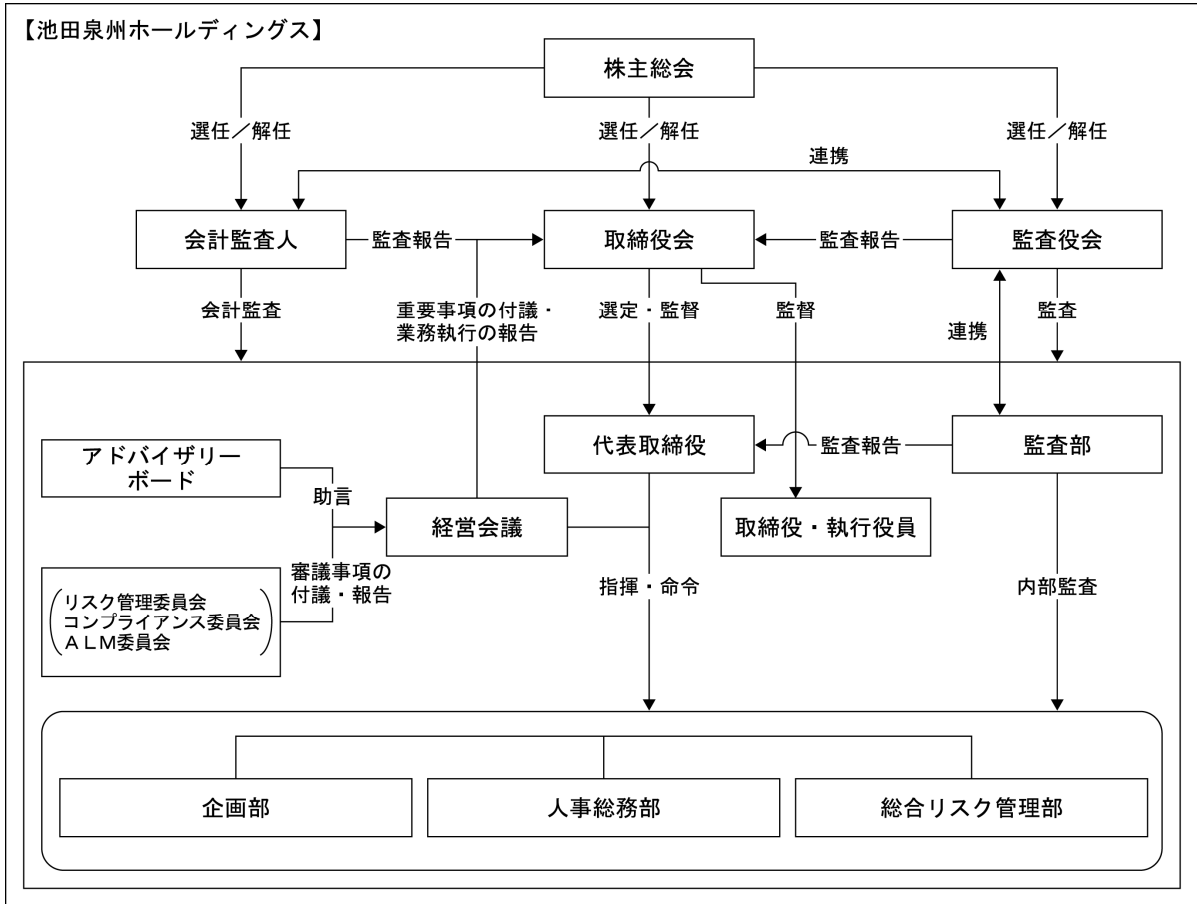 【池田泉州ホールディングス】
株主総会
選任／解任
選任／解任
選任／解任
連携
会計監査人
監査報告
取締役会
監査報告
監査役会
会計監査
重要事項の付議・
業務執行の報告
選定・監督
監督
連携
監査
アドバイザリー
ボード
代表取締役
監査報告
監査部
助言
経営会議
取締役・執行役員
審議事項の
付議・報告
リスク管理委員会
コンプライアンス委員会
ＡＬＭ委員会
指揮・命令
内部監査
企画部
人事総務部
総合リスク管理部